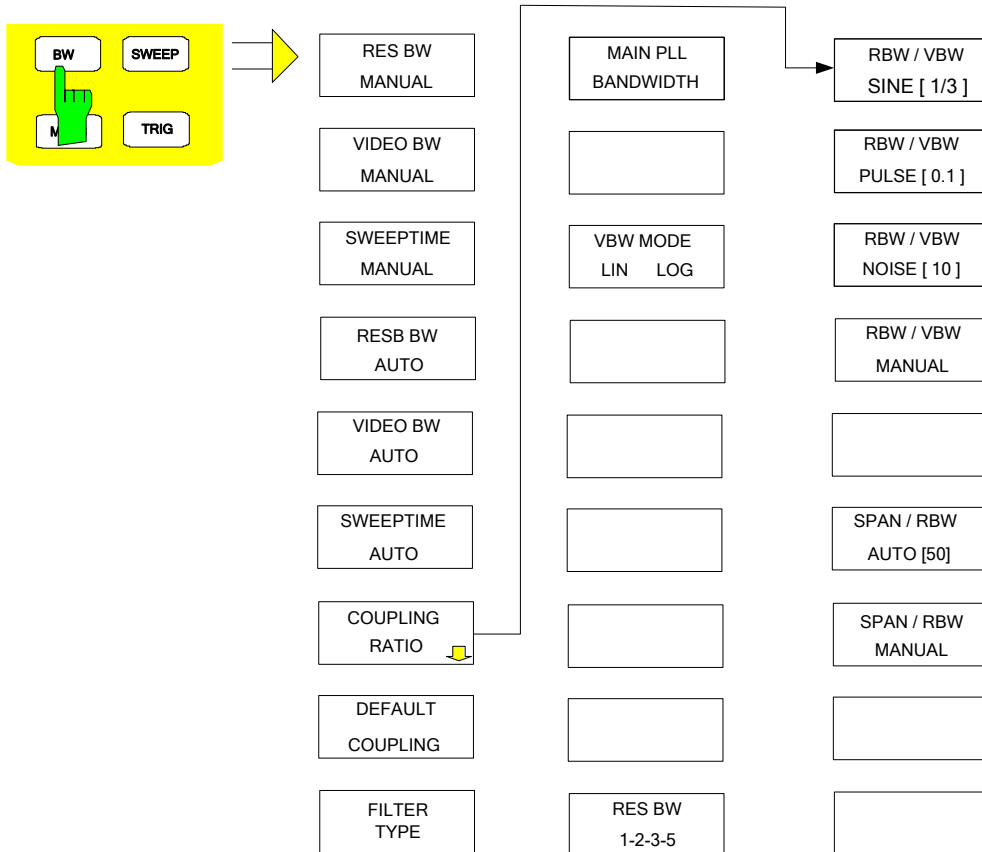 BW
SWEEP
M
TRIG
RES BW
MANUAL
VIDEO BW
MANUAL
SWEEPTIME
MANUAL
RESB BW
AUTO
VIDEO BW
AUTO
SWEEPTIME
AUTO
COUPLING
RATIO
DEFAULT
COUPLING
FILTER
TYPE
MAIN PLL
BANDWIDTH
VBW MODE
LIN LOG
RES BW
1-2-3-5
RBW / VBW
SINE [ 1/3 ]
RBW / VBW
PULSE [ 0.1 ]
RBW / VBW
NOISE [ 10 ]
RBW / VBW
MANUAL
SPAN / RBW
AUTO [50]
SPAN / RBW
MANUAL